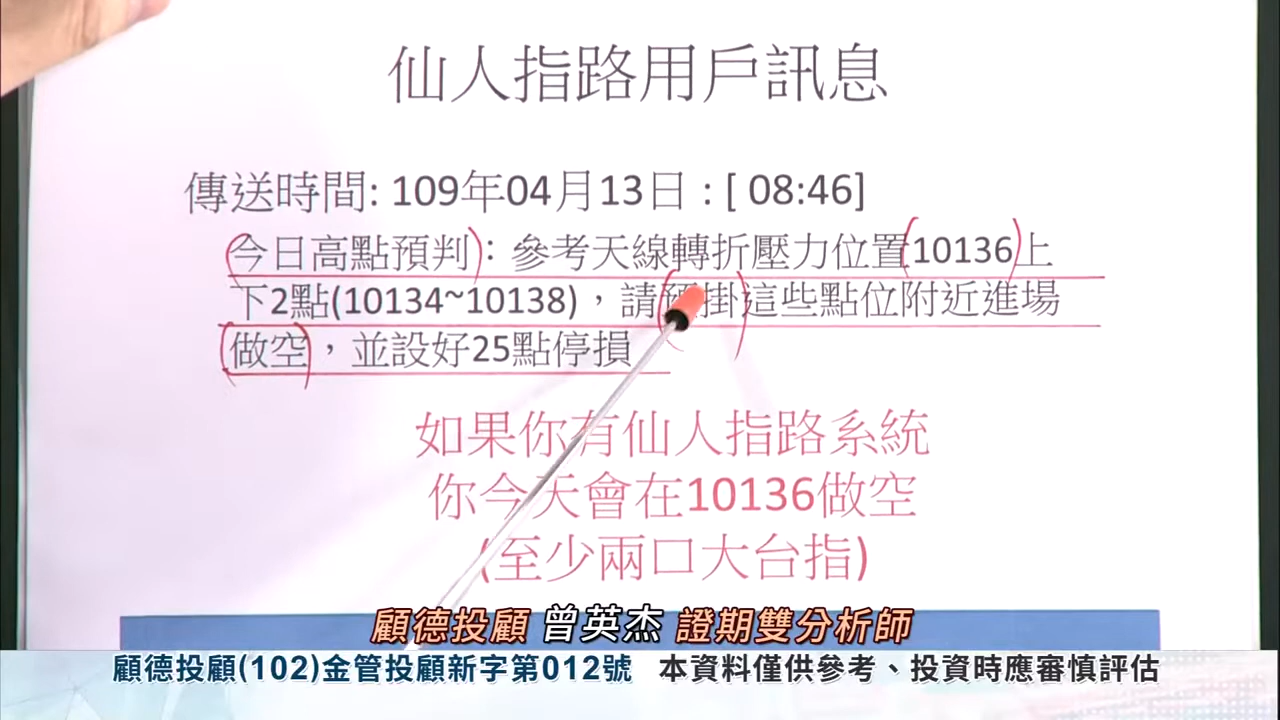 仙人指路用戶訊息
傳送時間: 109年04月13日 : [ 08:46]
今日高點預判：參考天線轉折壓力位置10136上
下2點(10134~10138)，請預掛這些點位附近進場
做空，並設好25點停損
如果你有仙人指路系統
你今天會在10136做空
(至少兩口大台指)
顧德投顧 曾英杰 證期雙分析師
顧德投顧(102)金管投顧新字第012號 本資料僅供參考、投資時應審慎評估